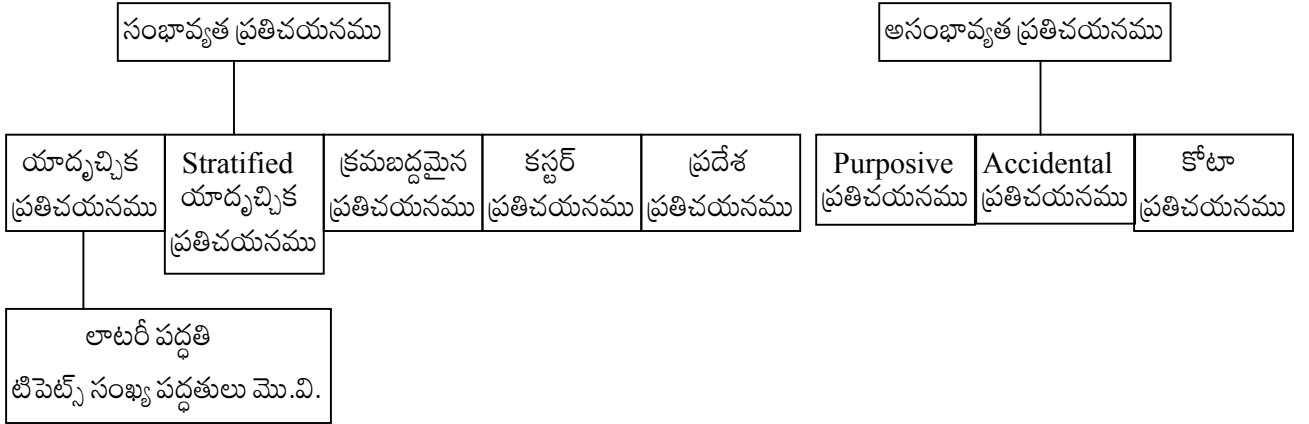 సంభావ్యత ప్రతిచయనము
అసంభావ్యత ప్రతిచయనము
యాదృచ్చిక
ప్రతిచయనము
Stratified
యాదృచ్చిక
ప్రతిచయనము
క్రమబద్దమైన
ప్రతిచయనము
కస్టర్
ప్రతిచయనము
ప్రదేశ
ప్రతిచయనము
Purposive
ప్రతిచయనము
Accidental
ప్రతిచయనము
కోటా
ప్రతిచయనము
లాటరీ పద్ధతి
టిపెట్స్ సంఖ్య పద్ధతులు మొ.వి.